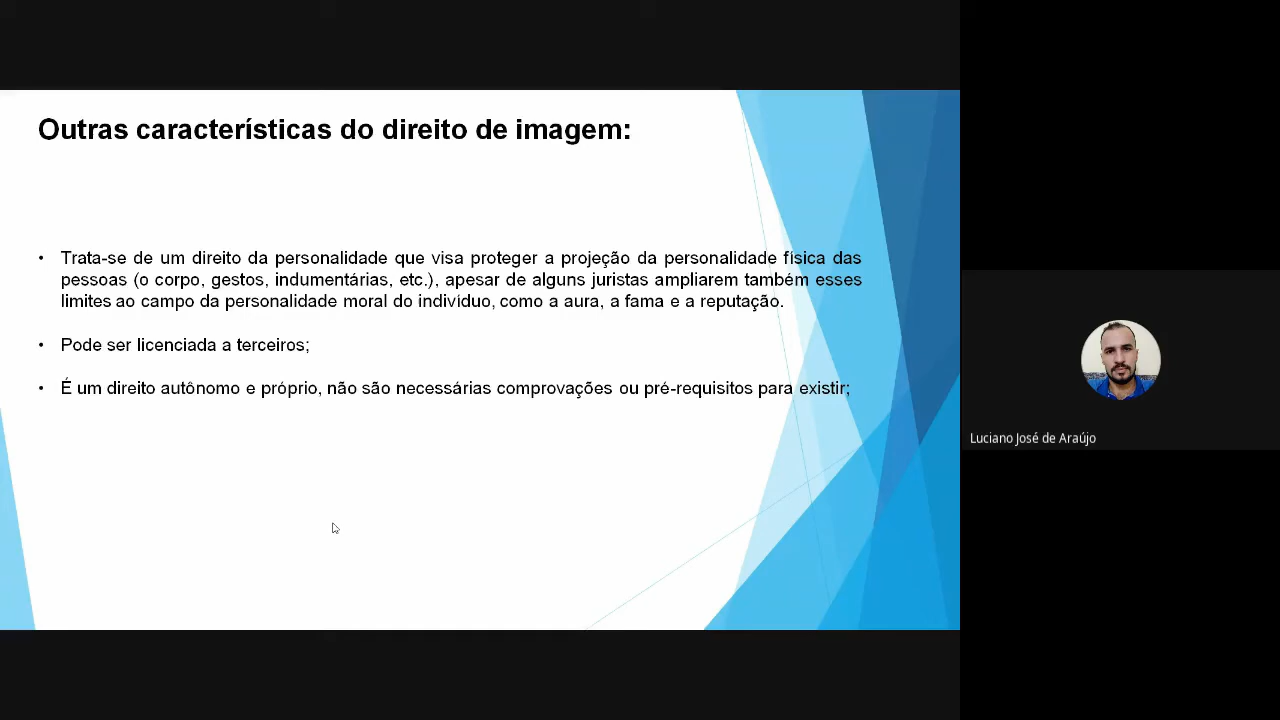 Outras características do direito de imagem:
• Trata-se de um direito da personalidade que visa proteger a projeção da personalidade física das
pessoas (o corpo, gestos, indumentárias, etc.), apesar de alguns juristas ampliarem também esses
limites ao campo da personalidade moral do indivíduo, como a aura, a fama e a reputação.
• Pode ser licenciada a terceiros;
• É um direito autônomo e próprio, não são necessárias comprovações ou pré-requisitos para existir;
Luciano José de Araújo